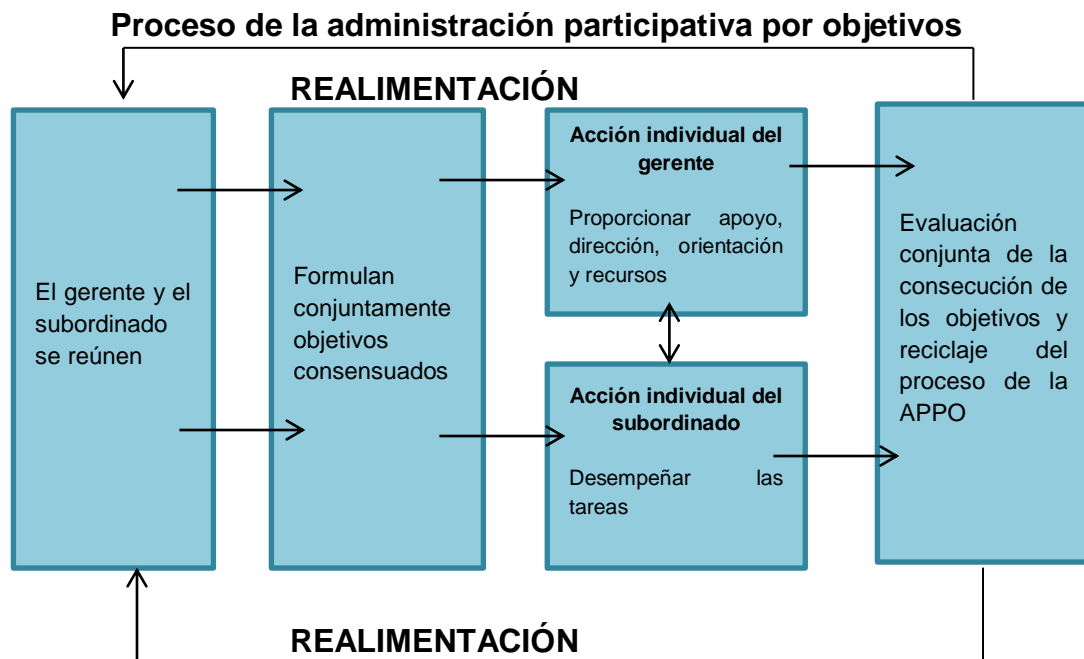 Proceso de la administración participativa por objetivos
REALIMENTACIÓN
El gerente y el
subordinado
se reúnen
Formulan
conjuntamente
objetivos
consensuados
Acción individual del
gerente
Proporcionar apoyo,
dirección, orientación
y recursos
Acción individual del
subordinado
Desempeñar las
tareas
Evaluación
conjunta de la
consecución de
los objetivos y
reciclaje del
proceso de la
APPO
REALIMENTACIÓN